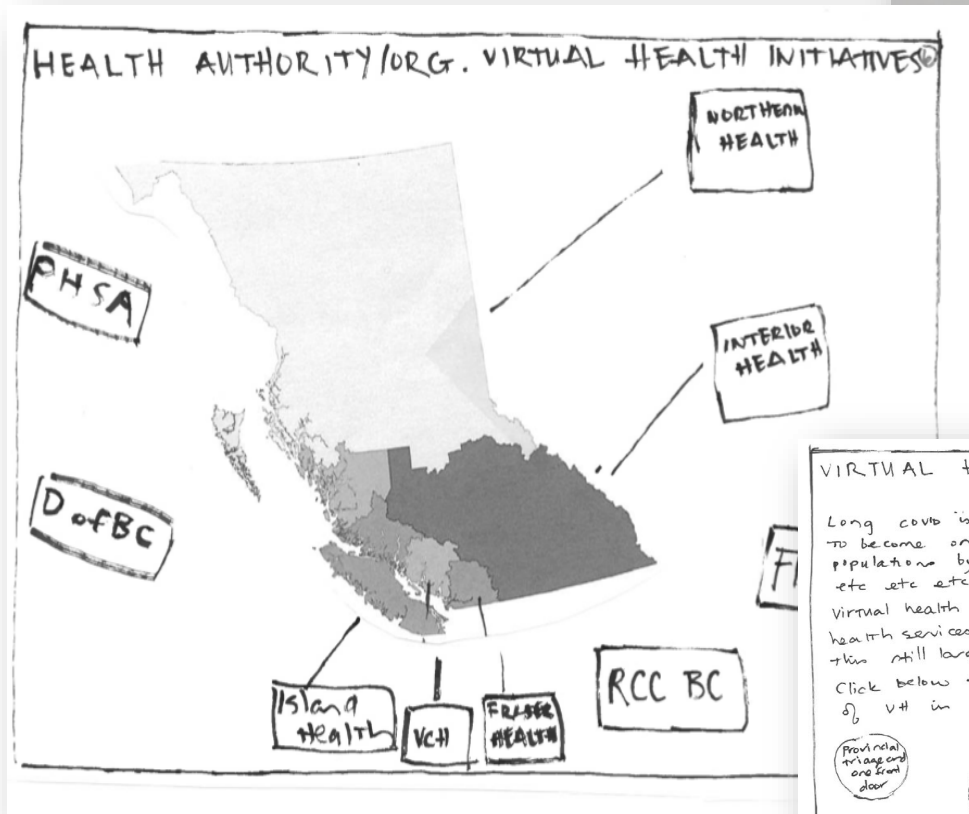 HEALTH AUTHORITY/ORG. VIRTUAL HEALTH INITIATIVES
NORTHERN
HEALTH
PHSA
INTERIOR
HEALTH
D of BC
Island
Health
VCH
FRASER
HEALTH
RCC BC
VIRTUAL
Long covid is
to become on
populations by
etc etc etc
virtual health
health services
this still
Click below
of VH in
Provincial
triage and
one front
door